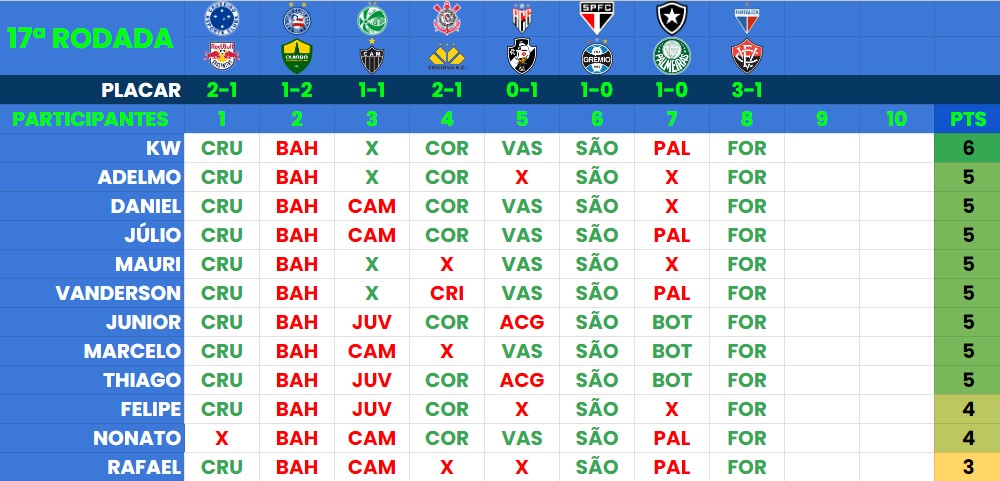 17ª RODADA
PLACAR 2-1 1-2 1-1 2-1 0-1 1-0 1-0 3-1
PARTICIPANTES 1 2 3 4 5 6 7 8 9 10 PTS
KW CRU BAH X COR VAS SÃO PAL FOR 6
ADELMO CRU BAH X COR X SÃO X FOR 5
DANIEL CRU BAH CAM COR VAS SÃO X FOR 5
JÚLIO CRU BAH CAM COR VAS SÃO PAL FOR 5
MAURI CRU BAH X X VAS SÃO X FOR 5
VANDERSON CRU BAH X CRI VAS SÃO PAL FOR 5
JUNIOR CRU BAH JUV COR ACG SÃO BOT FOR 5
MARCELO CRU BAH CAM X VAS SÃO BOT FOR 5
THIAGO CRU BAH JUV COR ACG SÃO BOT FOR 5
FELIPE CRU BAH JUV COR X SÃO X FOR 4
NONATO X BAH CAM COR VAS SÃO PAL FOR 4
RAFAEL CRU BAH CAM X X SÃO PAL FOR 3